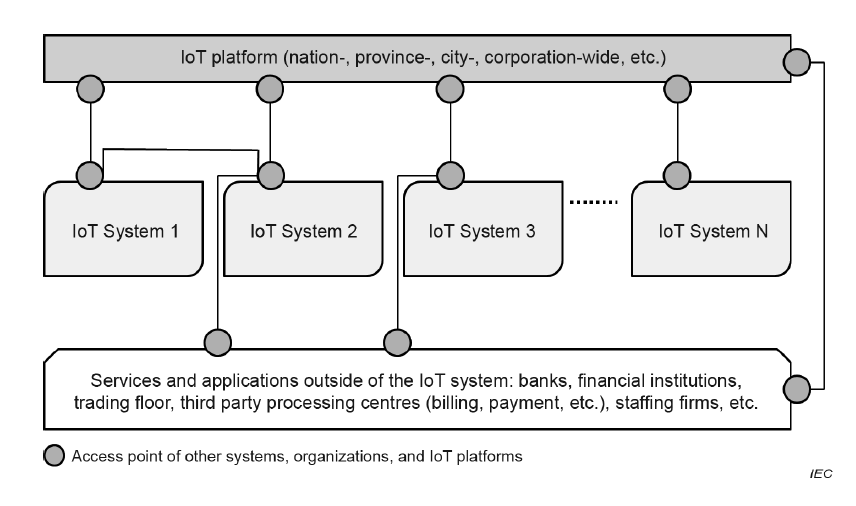 IoT platform (nation-, province-, city-, corporation-wide, etc.)
IoT System 1
IoT System 2
IoT System 3
IoT System N
Services and applications outside of the IoT system: banks, financial institutions,
trading floor, third party processing centres (billing, payment, etc.), staffing firms, etc.
Access point of other systems, organizations, and IoT platforms
IEC